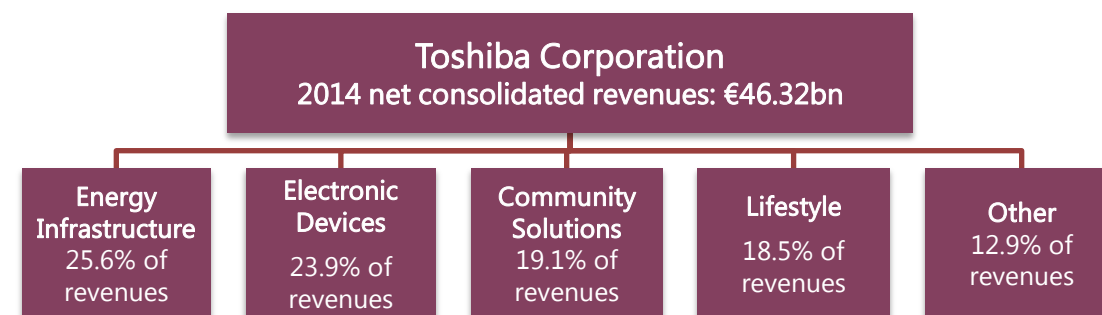 Toshiba Corporation
2014 net consolidated revenues: €46.32bn
Energy
Infrastructure
25.6% of
revenues
Electronic
Devices
23.9% of
revenues
Community
Solutions
19.1% of
revenues
Lifestyle
18.5% of
revenues
Other
12.9% of
revenues